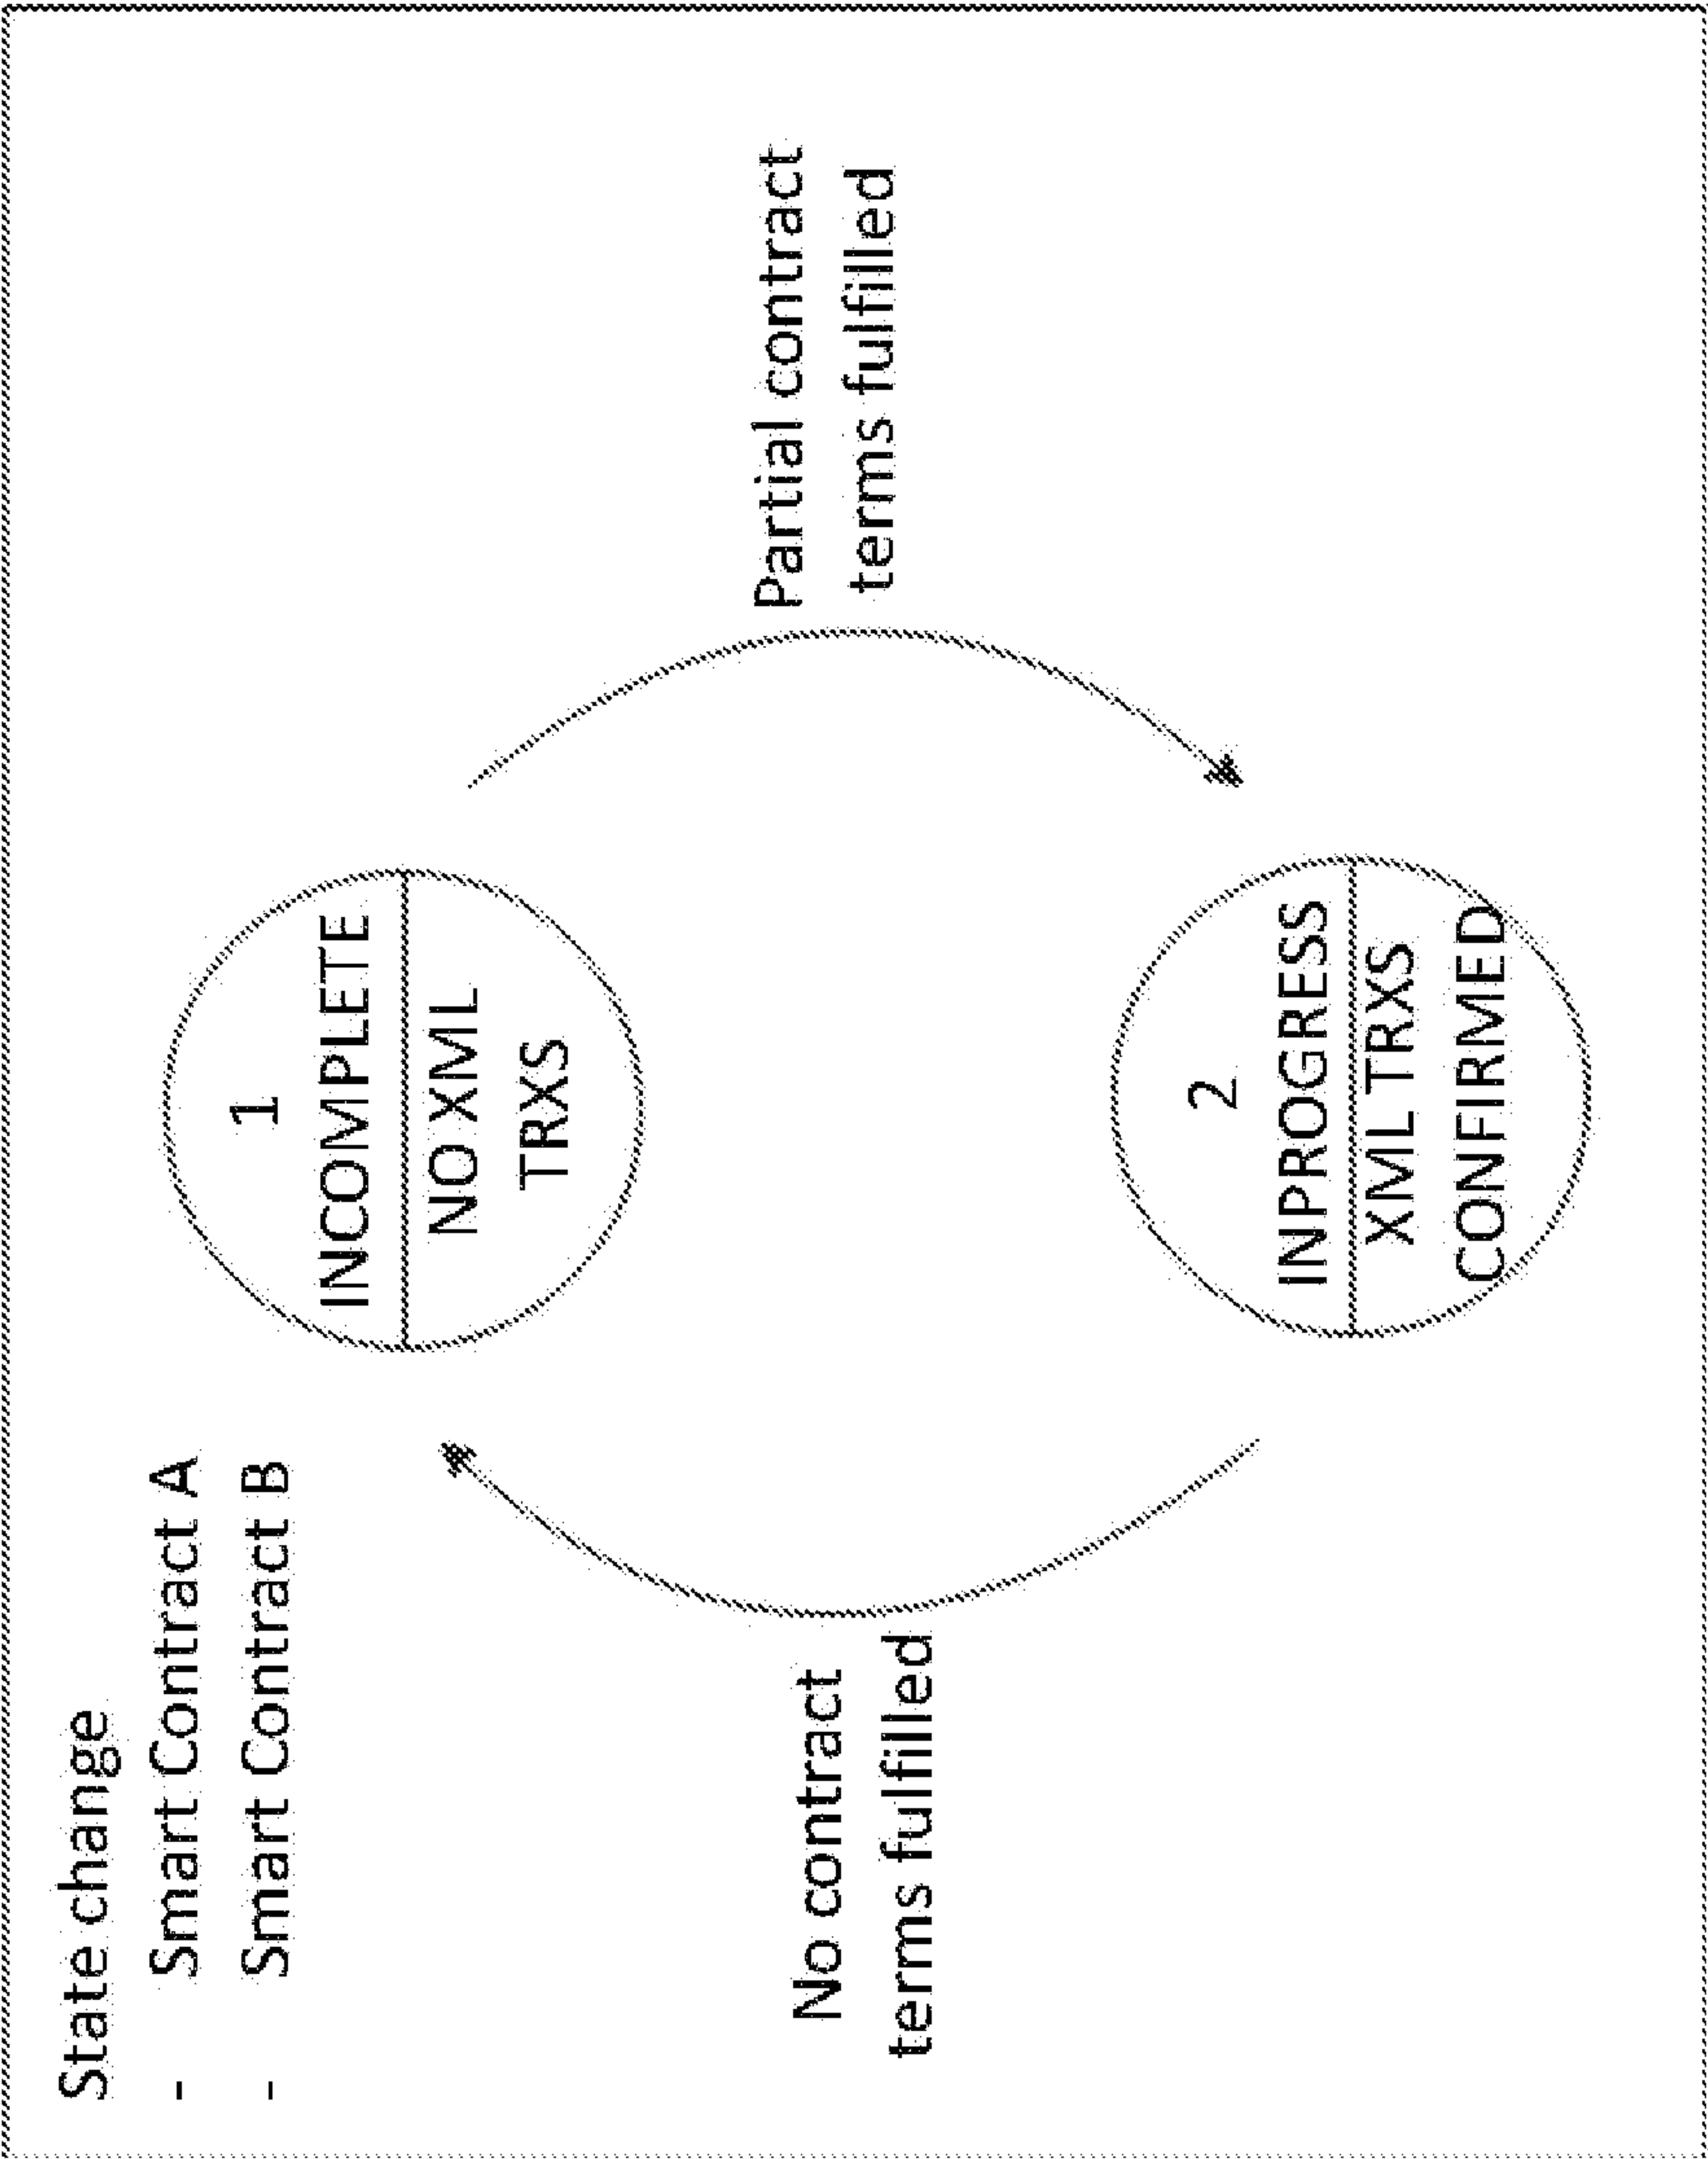 State change
- Smart Contract A
- Smart Contract B
1
INCOMPLETE
NO XML
TRXS
Partial contract
terms fulfilled
No contract
terms fulfilled
2
INPROGRESS
XML TRXS
CONFIRMED